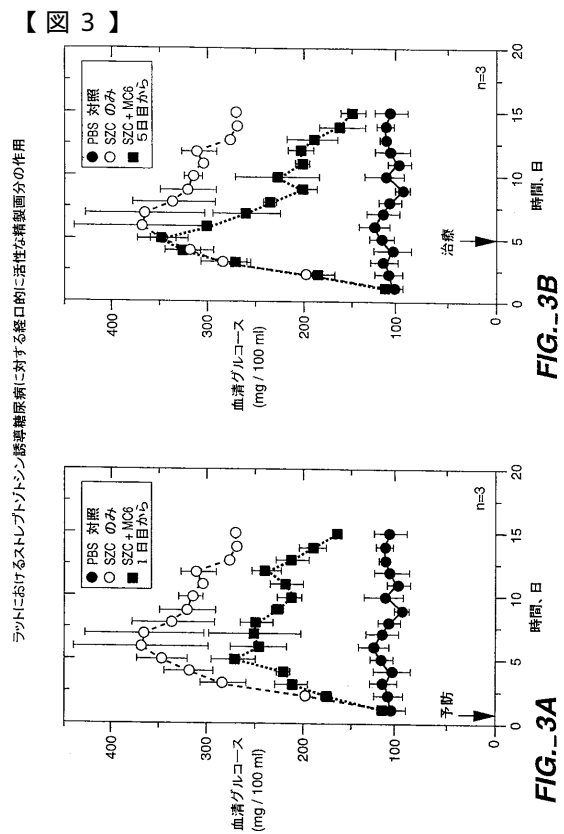 【図３】
ラットにおけるストレプトゾトシン誘導糖尿病に対する経口的に活性な精製画分の作用
血清グルコース
(mg / 100 ml)
400
300
200
100
0
PBS 対照
SZC のみ
SZC+MC6
1日目から
予防
n=3
0
5
10
15
20
時間、日
FIG._3A
血清グルコース
(mg / 100 ml)
400
300
200
100
0
PBS 対照
SZC のみ
SZC+MC6
5日目から
治療
n=3
0
5
10
15
20
時間、日
FIG._3B